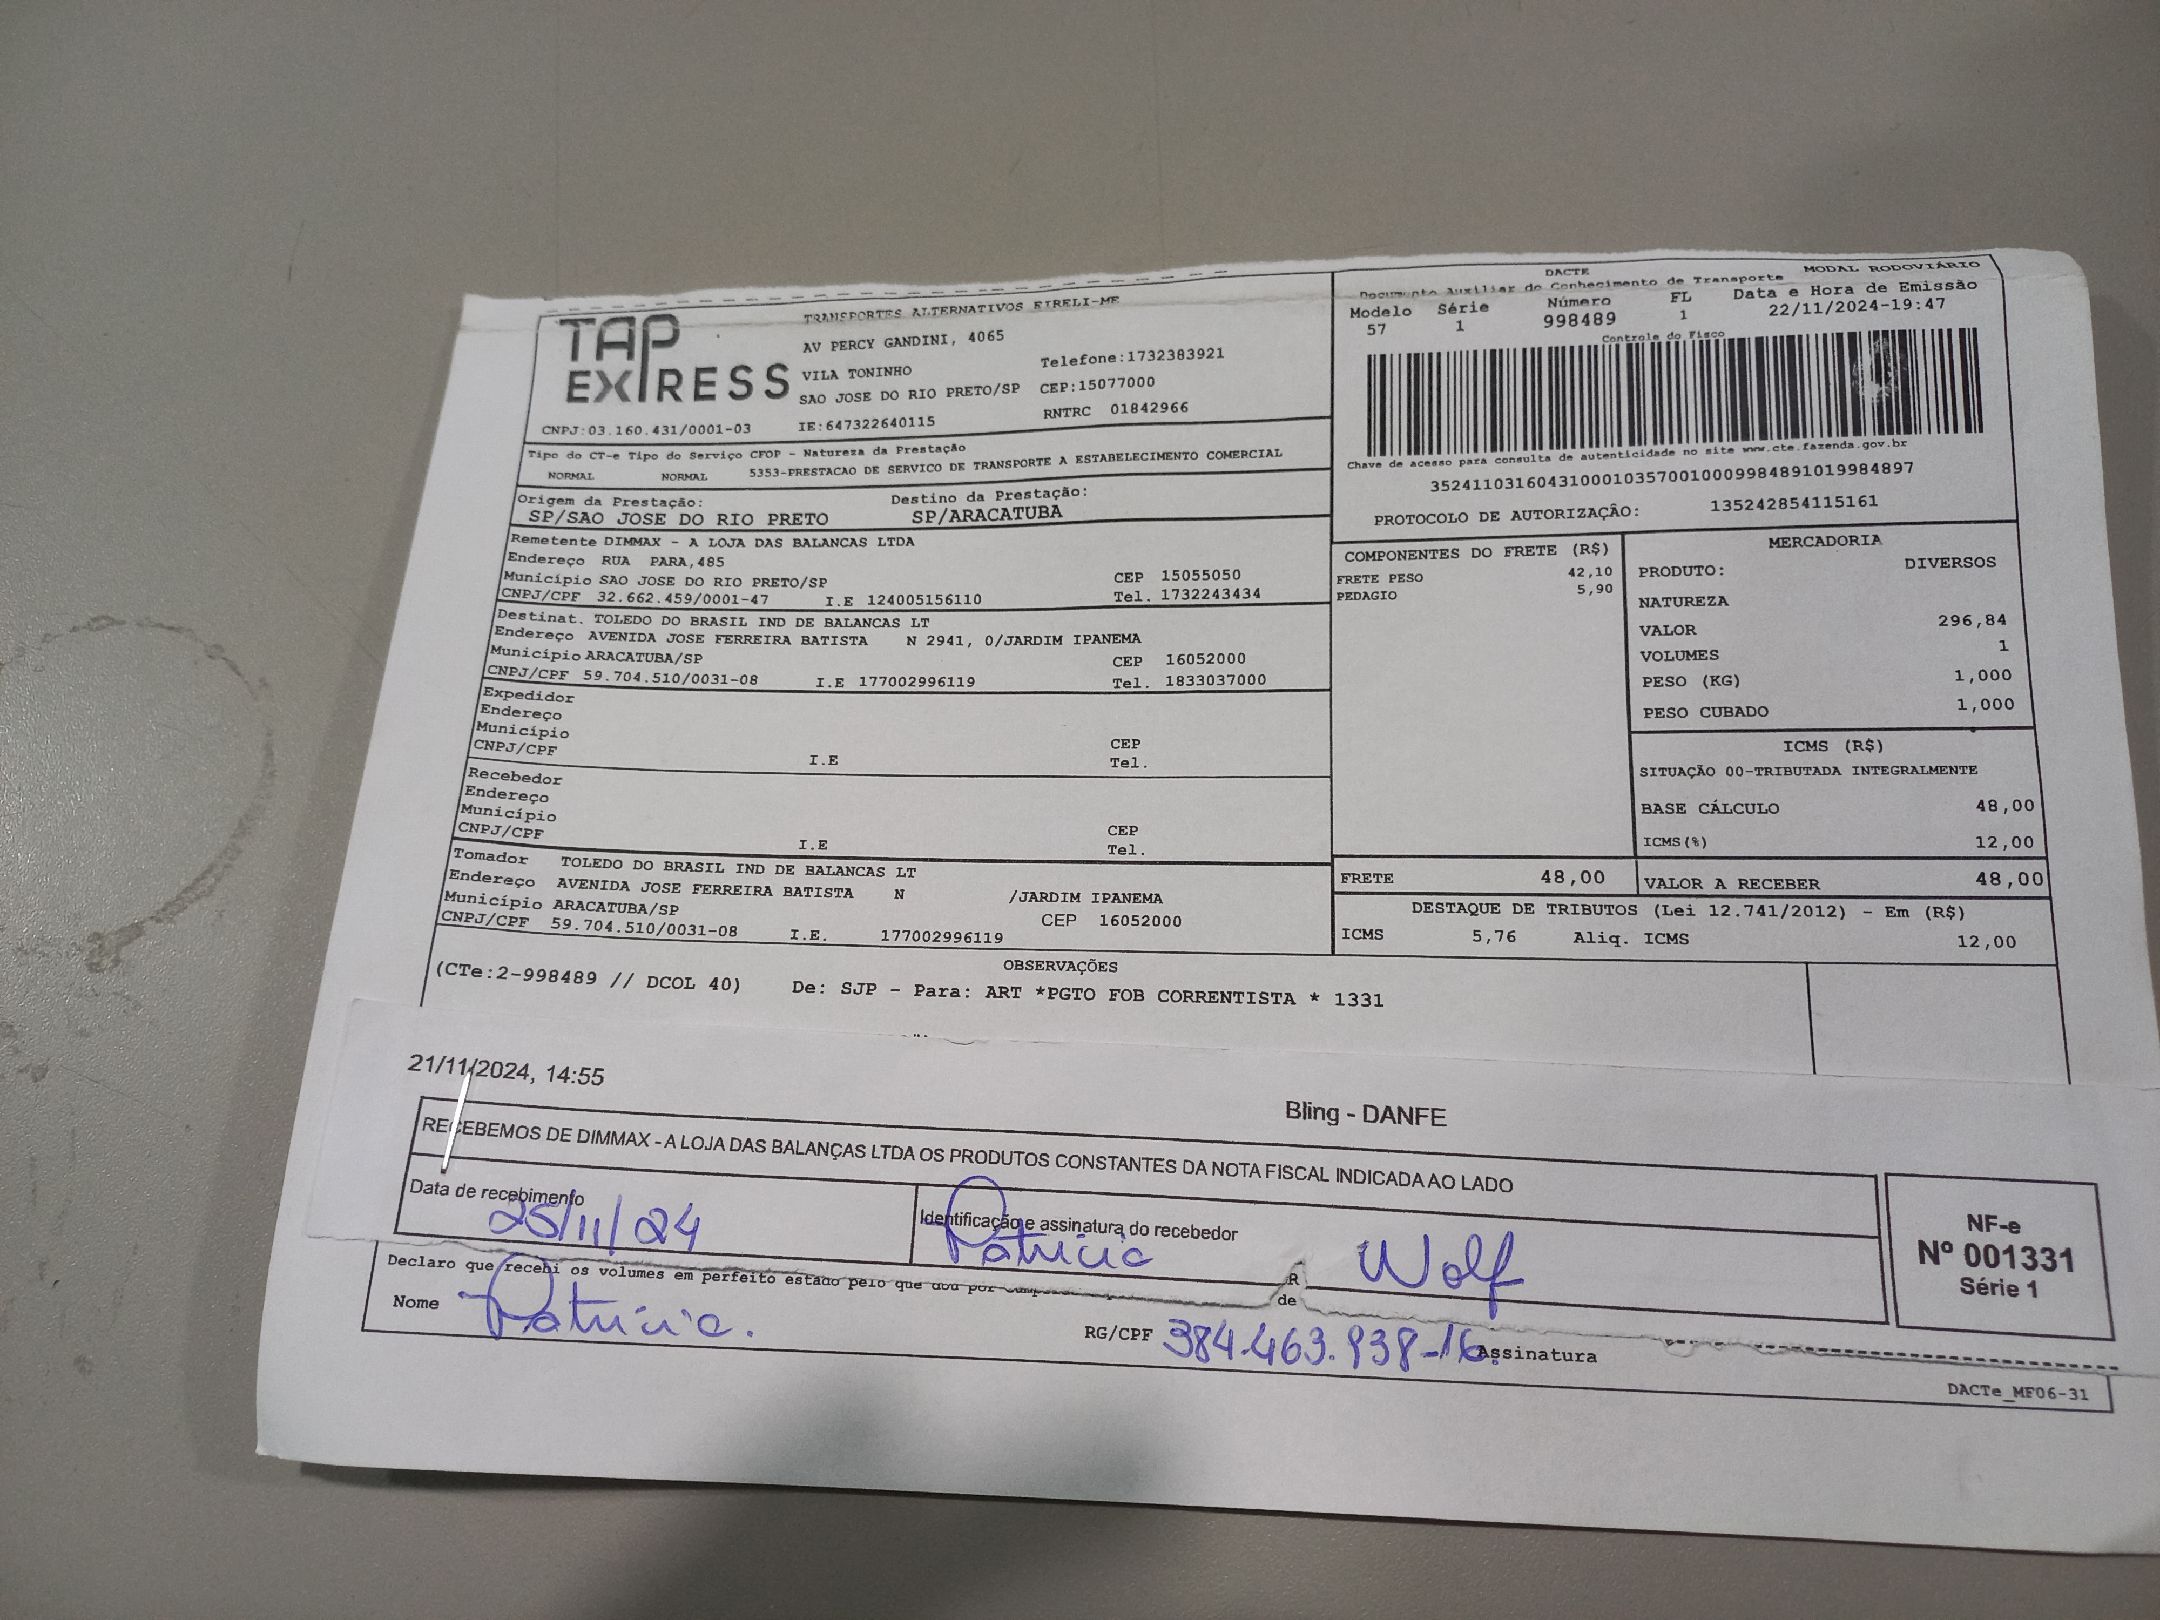 TAP
EXPRESS
TRANSPORTES ALTERNATIVOS EIRELI-ME
AV PERCY GANDINI, 4065
VILA TONINHO Telefone:1732383921
SAO JOSE DO RIO PRETO/SP CEP:15077000
CNPJ:03.160.431/0001-03 IE:647322640115 RNTRC 01842966
DACTE MODAL RODOVIÁRIO
Documento Auxiliar do Conhecimento de Transporte
Modelo Série Número FL Data e Hora de Emissão
57 1 998489 1 22/11/2024-19:47
Controle do Fisco
Chave de acesso para consulta de autenticidade no site www.cte.fazenda.gov.br
35241103160431000103570010009984891019984897
PROTOCOLO DE AUTORIZAÇÃO: 135242854115161
Tipo do CT-e Tipo do Serviço CFOP - Natureza da Prestação
NORMAL NORMAL 5353-PRESTACAO DE SERVICO DE TRANSPORTE A ESTABELECIMENTO COMERCIAL
Origem da Prestação: Destino da Prestação:
SP/SAO JOSE DO RIO PRETO SP/ARACATUBA
Remetente DIMMAX - A LOJA DAS BALANCAS LTDA
Endereço RUA PARA,485
Município SAO JOSE DO RIO PRETO/SP CEP 15055050
CNPJ/CPF 32.662.459/0001-47 I.E 124005156110 Tel. 1732243434
Destinat. TOLEDO DO BRASIL IND DE BALANCAS LT
Endereço AVENIDA JOSE FERREIRA BATISTA N 2941, 0/JARDIM IPANEMA
Município ARACATUBA/SP CEP 16052000
CNPJ/CPF 59.704.510/0031-08 I.E 177002996119 Tel. 1833037000
Expedidor
Endereço
Município CEP
CNPJ/CPF I.E Tel.
Recebedor
Endereço
Município CEP
CNPJ/CPF I.E Tel.
Tomador TOLEDO DO BRASIL IND DE BALANCAS LT
Endereço AVENIDA JOSE FERREIRA BATISTA N /JARDIM IPANEMA
Município ARACATUBA/SP CEP 16052000
CNPJ/CPF 59.704.510/0031-08 I.E. 177002996119
COMPONENTES DO FRETE (R$)
FRETE PESO 42,10
PEDAGIO 5,90
MERCADORIA
PRODUTO: DIVERSOS
NATUREZA
VALOR 296,84
VOLUMES 1
PESO (KG) 1,000
PESO CUBADO 1,000
ICMS (R$)
SITUAÇÃO 00-TRIBUTADA INTEGRALMENTE
BASE CÁLCULO 48,00
ICMS(%) 12,00
FRETE 48,00 VALOR A RECEBER 48,00
DESTAQUE DE TRIBUTOS (Lei 12.741/2012) - Em (R$)
ICMS 5,76 Aliq. ICMS 12,00
OBSERVAÇÕES
(CTe:2-998489 // DCOL 40) De: SJP - Para: ART *PGTO FOB CORRENTISTA * 1331
21/11/2024, 14:55
Bling - DANFE
RECEBEMOS DE DIMMAX - A LOJA DAS BALANÇAS LTDA OS PRODUTOS CONSTANTES DA NOTA FISCAL INDICADA AO LADO
Data de recebimento Identificação e assinatura do recebedor
25/11/24 Patricia Wolf
NF-e
Nº 001331
Série 1
Declaro que recebi os volumes em perfeito estado pelo que dou por
R
de
Nome Patricia. RG/CPF 384.463.938-16. Assinatura
DACTe_MF06-31